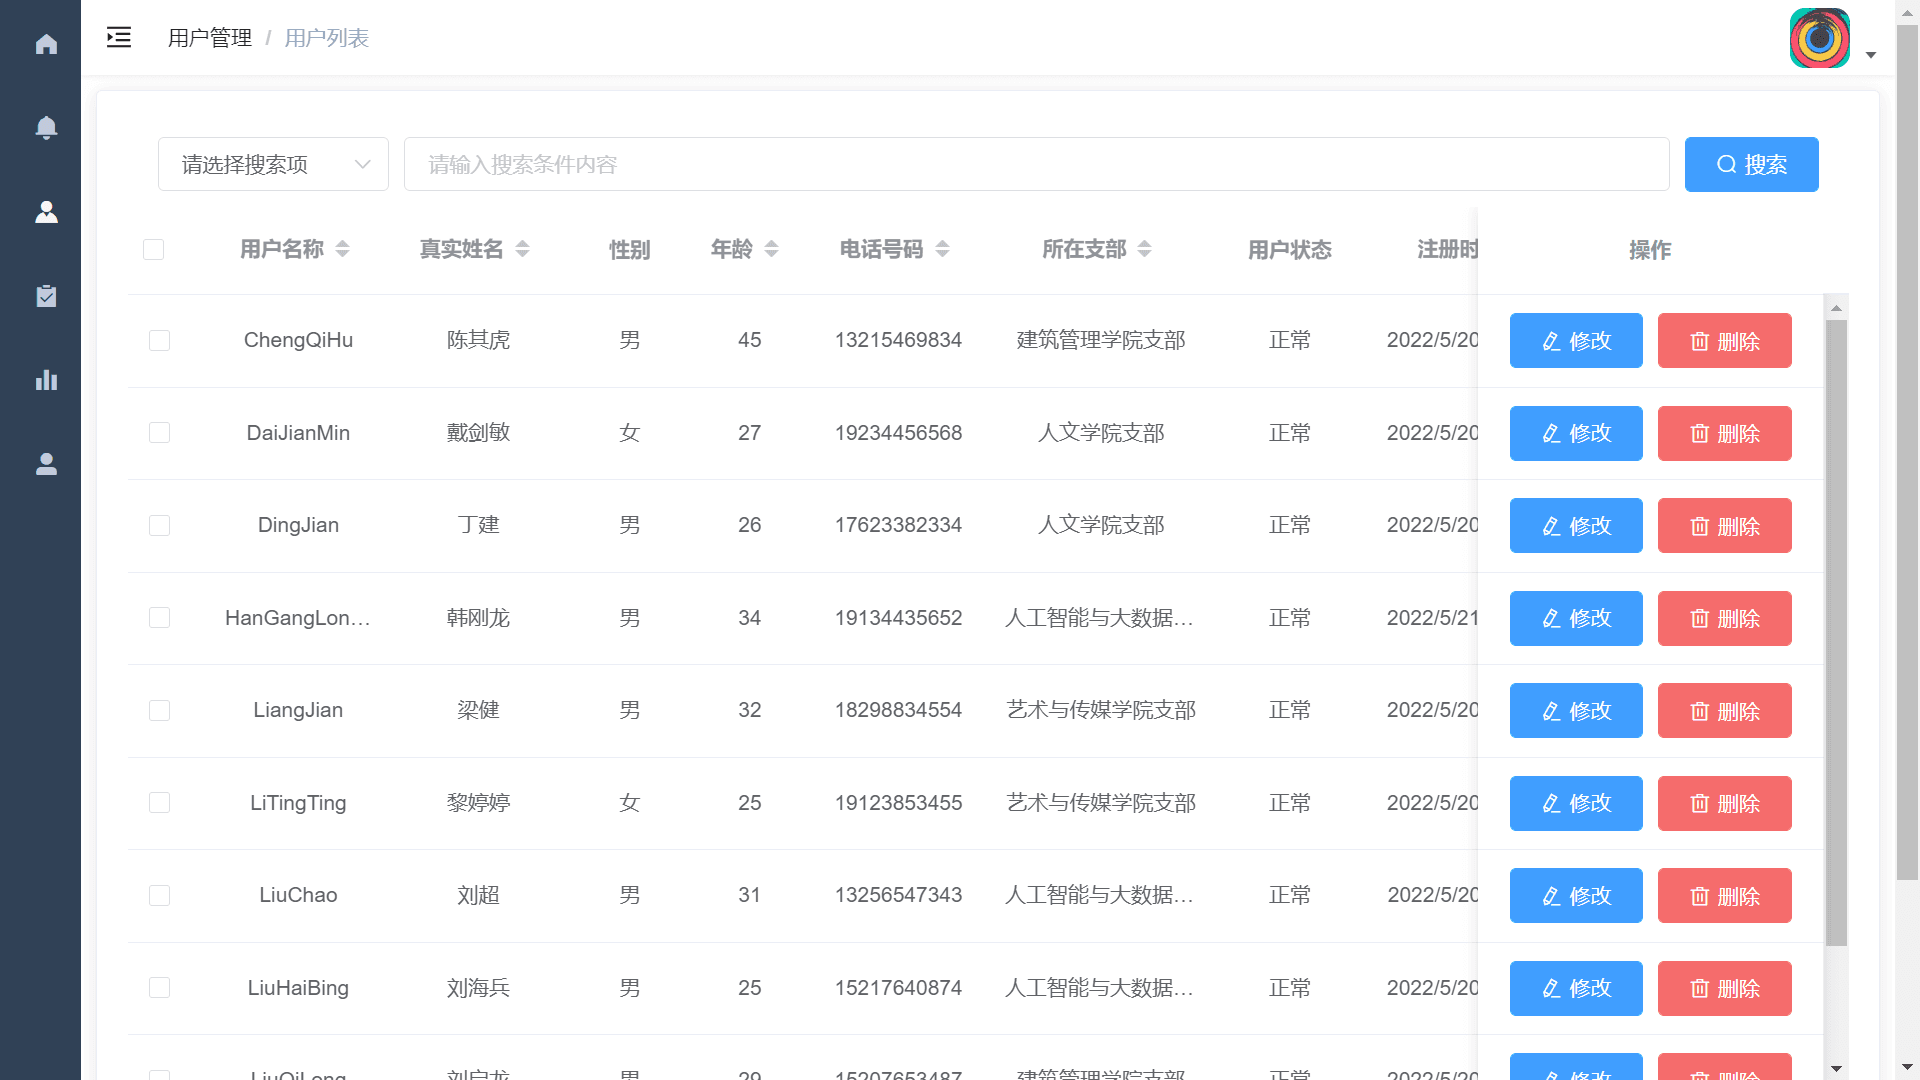 用户管理 / 用户列表
请选择搜索项 请输入搜索条件内容 搜索
用户名称 真实姓名 性别 年龄 电话号码 所在支部 用户状态 注册时 操作
ChengQiHu 陈其虎 男 45 13215469834 建筑管理学院支部 正常 2022/5/20 修改 删除
DaiJianMin 戴剑敏 女 27 19234456568 人文学院支部 正常 2022/5/20 修改 删除
DingJian 丁建 男 26 17623382334 人文学院支部 正常 2022/5/20 修改 删除
HanGangLon... 韩刚龙 男 34 19134435652 人工智能与大数据... 正常 2022/5/21 修改 删除
LiangJian 梁健 男 32 18298834554 艺术与传媒学院支部 正常 2022/5/20 修改 删除
LiTingTing 黎婷婷 女 25 19123853455 艺术与传媒学院支部 正常 2022/5/20 修改 删除
LiuChao 刘超 男 31 13256547343 人工智能与大数据... 正常 2022/5/20 修改 删除
LiuHaiBing 刘海兵 男 25 15217640874 人工智能与大数据... 正常 2022/5/20 修改 删除
LiuQiLong 刘启龙 男 29 15207653487 建筑管理学院支部 正常 2022/5/20 修改 删除